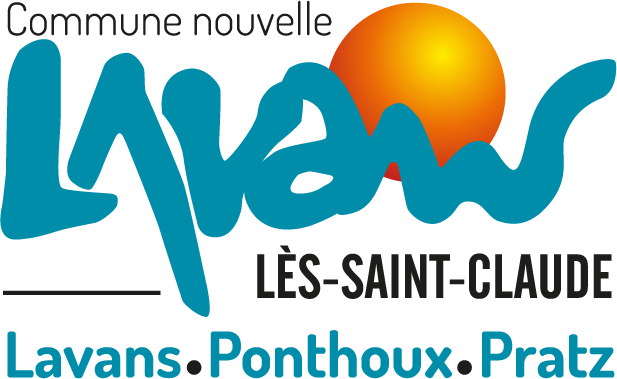 Commune nouvelle
Lavans
LÈS-SAINT-CLAUDE
Lavans.Ponthoux.Pratz